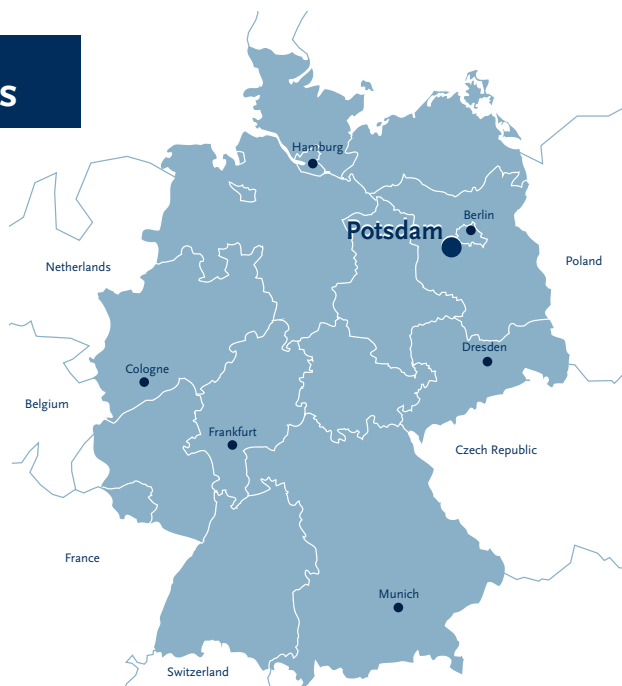 s
Hamburg
Berlin
Potsdam
Netherlands
Poland
Dresden
Cologne
Belgium
Frankfurt
Czech Republic
France
Munich
Switzerland